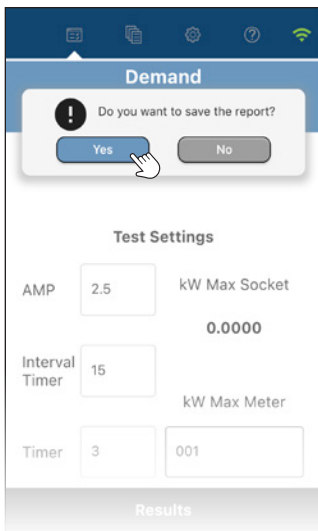 Demand
Do you want to save the report?
Yes No
Test Settings
AMP 2.5 kW Max Socket
0.0000
Interval
Timer 15
kW Max Meter
Timer 3 001
Results